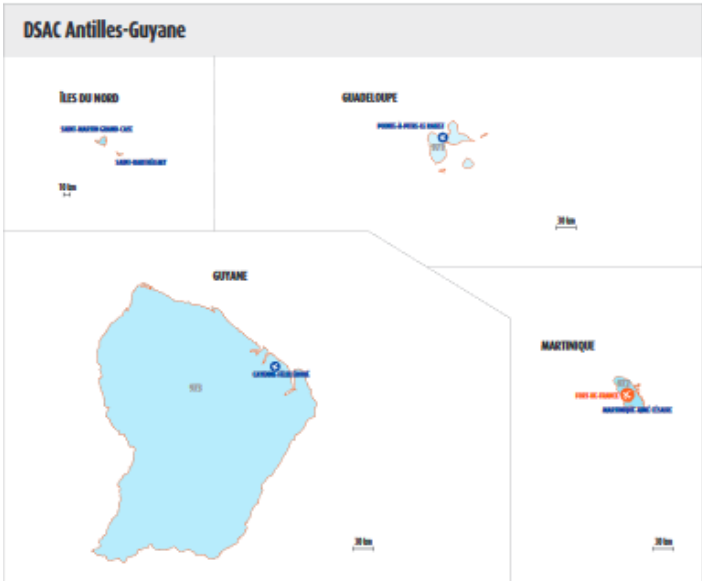 DSAC Antilles-Guyane
ÎLES DU NORD
SAINT-MARTIN GRAND-CASE
SAINT-BARTHÉLEMY
10 km
GUADELOUPE
POINTE-À-PITRE-LE RAIZET
971
30 km
GUYANE
CAYENNE-FÉLIX ÉBOUÉ
973
30 km
MARTINIQUE
972
FORT-DE-FRANCE
MARTINIQUE-AIMÉ CÉSAIRE
30 km